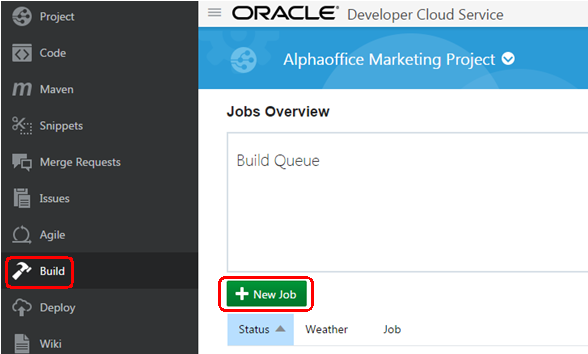 Project
Code
Maven
Snippets
Merge Requests
Issues
Agile
Build
Deploy
Wiki
ORACLE® Developer Cloud Service
Alphaoffice Marketing Project
Jobs Overview
Build Queue
New Job
Status Weather Job